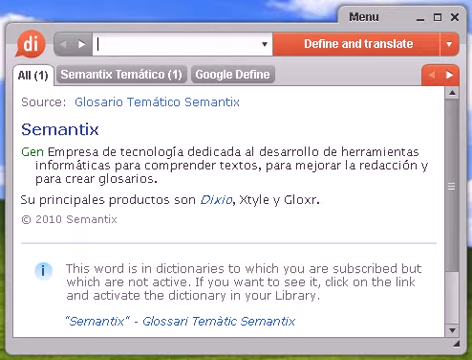 Menu
di
Define and translate
All (1) Semantix Temático (1) Google Define
Source: Glosario Temático Semantix
Semantix
Gen Empresa de tecnología dedicada al desarrollo de herramientas
informáticas para comprender textos, para mejorar la redacción y
para crear glosarios.
Su principales productos son Dixio, Xtyle y Gloxr.
© 2010 Semantix
i
This word is in dictionaries to which you are subscribed but
which are not active. If you want to see it, click on the link
and activate the dictionary in your Library.
"Semantix" - Glossari Temàtic Semantix